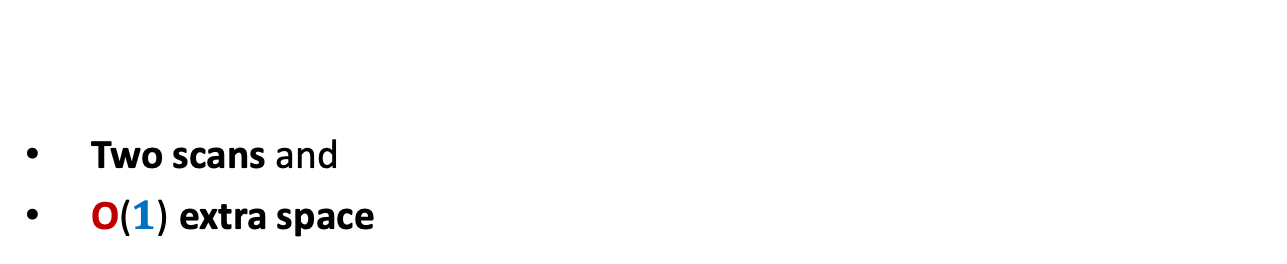 • Two scans and
• O(1) extra space